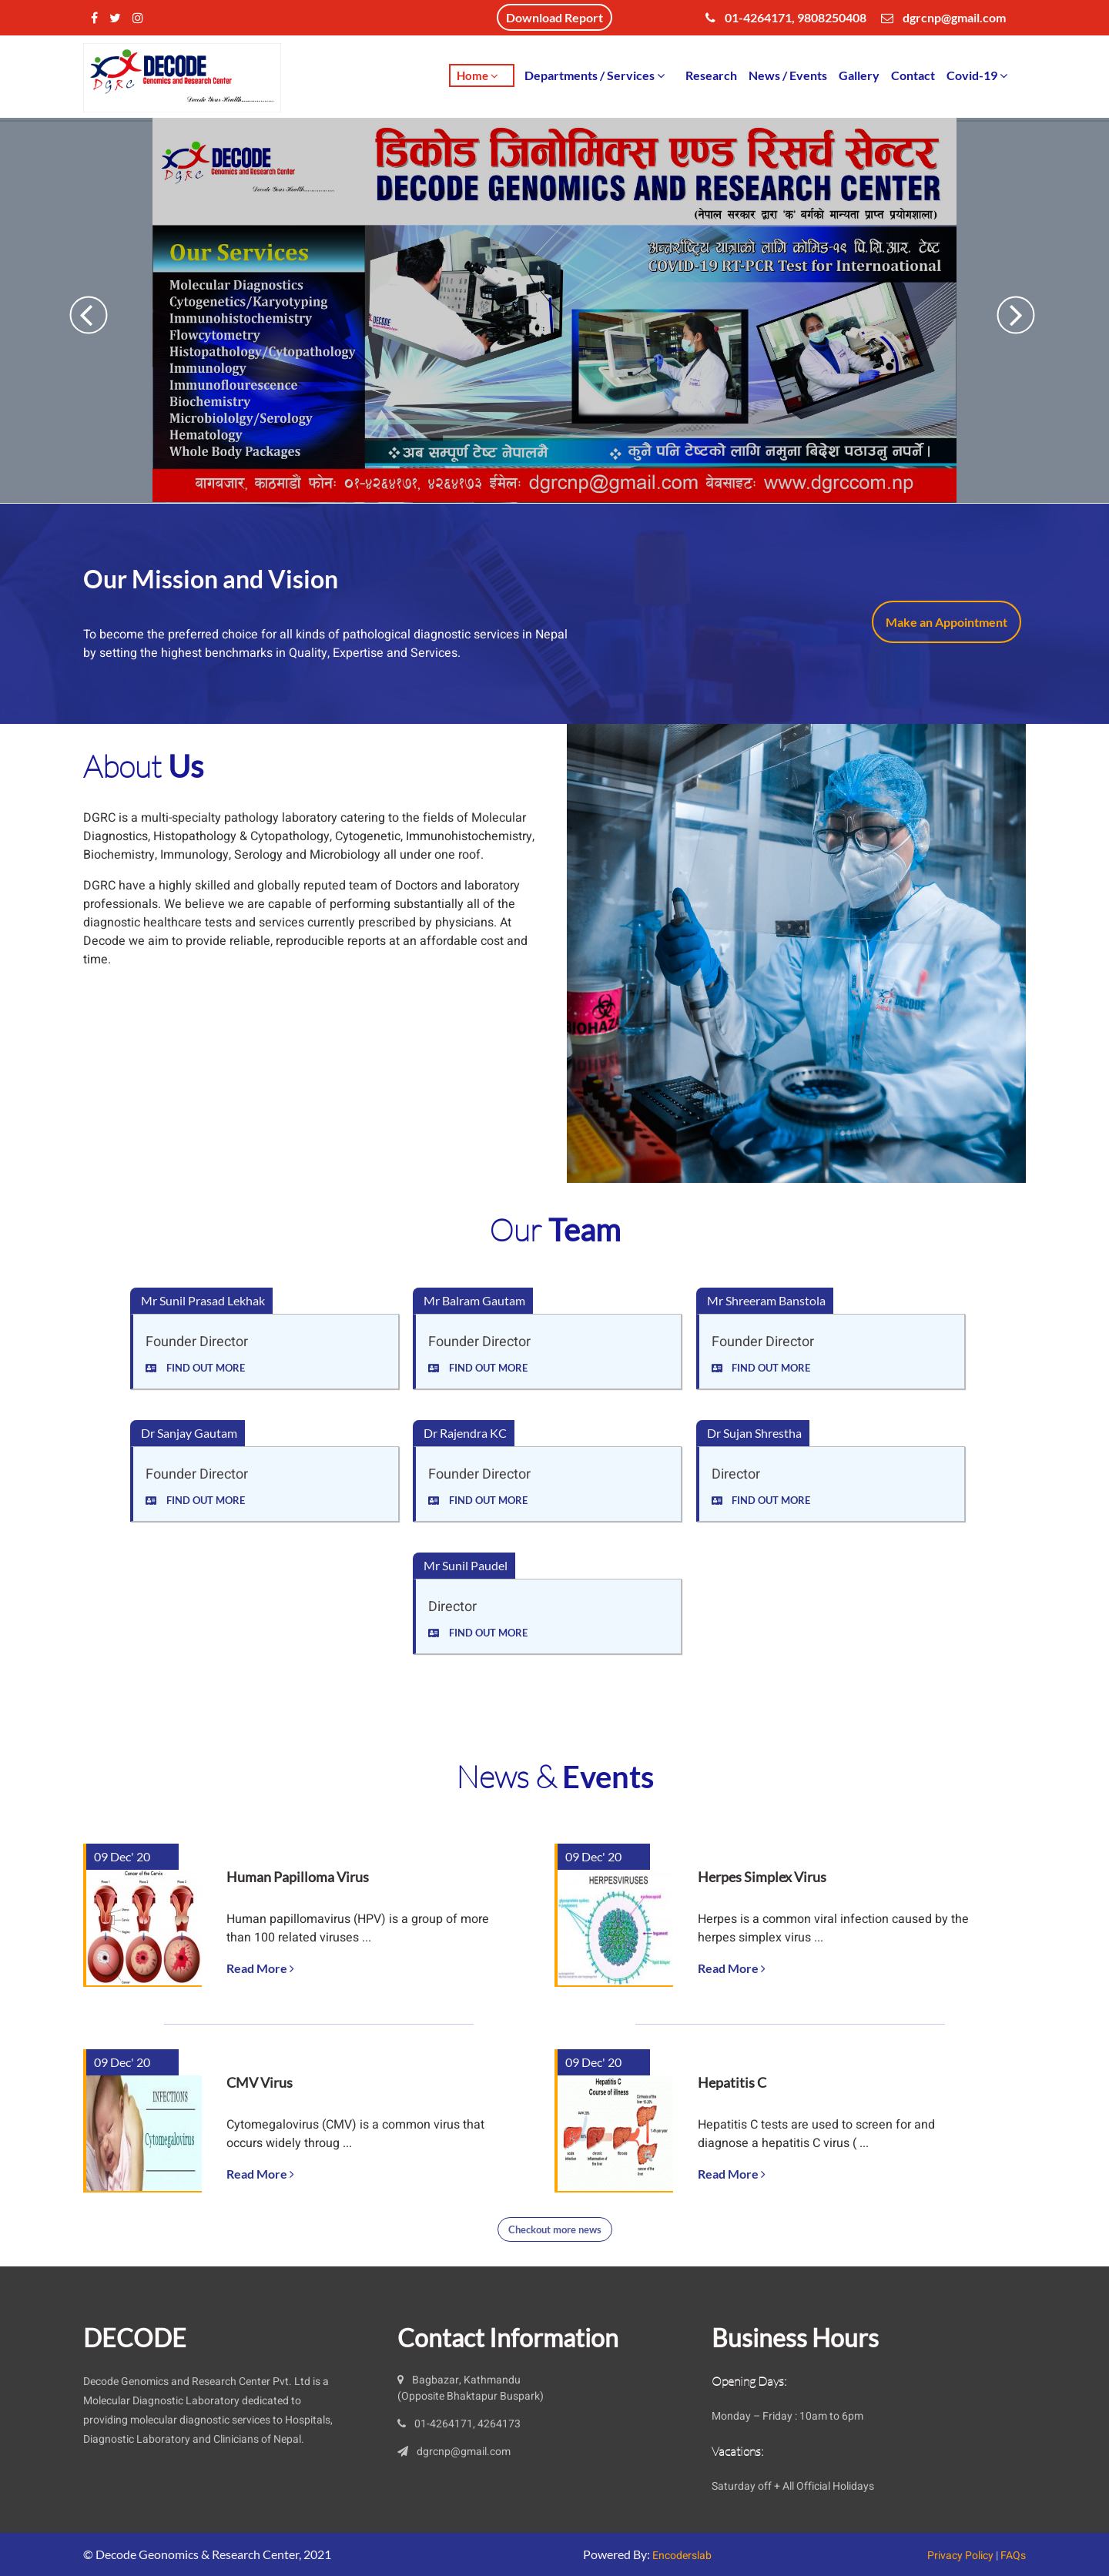 Download Report
01-4264171, 9808250408
dgrcnp@gmail.com
DECODE
Genomics and Research Center
DGRC
Decode Your Health
Home
Departments / Services
Research
News / Events
Gallery
Contact
Covid-19
DECODE
Genomics and Research Center
DGRC
Decode Your Health
डिकोड जिनोमिक्स एण्ड रिसर्च सेन्टर
DECODE GENOMICS AND RESEARCH CENTER
(नेपाल सरकार द्वारा 'क' बर्गको मान्यता प्राप्त प्रयोगशाला)
Our Services
Molecular Diagnostics
Cytogenetics/Karyotyping
Immunohistochemistry
Flowcytometry
Histopathology/Cytopathology
Immunology
Immunoflourescence
Biochemistry
Microbiololgy/Serology
Hematology
Whole Body Packages
अन्तर्राष्ट्रिय यात्राको लागि कोभिड-१९ पि.सि.आर. टेष्ट
COVID-19 RT-PCR Test for Internoational
अब सम्पूर्ण टेष्ट नेपालमै
कुनै पनि टेष्टको लागि नमुना बिदेश पठाउनु नपर्ने ।
बागबजार, काठमाडौं फोनः ०१-४२६४१७१, ४२६४१७३ ईमेलः dgrcnp@gmail.com वेबसाइटः www.dgrccom.np
Our Mission and Vision
To become the preferred choice for all kinds of pathological diagnostic services in Nepal
by setting the highest benchmarks in Quality, Expertise and Services.
Make an Appointment
About Us
DGRC is a multi-specialty pathology laboratory catering to the fields of Molecular
Diagnostics, Histopathology & Cytopathology, Cytogenetic, Immunohistochemistry,
Biochemistry, Immunology, Serology and Microbiology all under one roof.
DGRC have a highly skilled and globally reputed team of Doctors and laboratory
professionals. We believe we are capable of performing substantially all of the
diagnostic healthcare tests and services currently prescribed by physicians. At
Decode we aim to provide reliable, reproducible reports at an affordable cost and
time.
BIOHAZA
DECODE
Our Team
Mr Sunil Prasad Lekhak
Founder Director
FIND OUT MORE
Mr Balram Gautam
Founder Director
FIND OUT MORE
Mr Shreeram Banstola
Founder Director
FIND OUT MORE
Dr Sanjay Gautam
Founder Director
FIND OUT MORE
Dr Rajendra KC
Founder Director
FIND OUT MORE
Dr Sujan Shrestha
Director
FIND OUT MORE
Mr Sunil Paudel
Director
FIND OUT MORE
News & Events
09 Dec' 20
Cancer of the Cervix
Human Papilloma Virus
Human papillomavirus (HPV) is a group of more
than 100 related viruses ...
Read More
09 Dec' 20
HERPESVIRUSES
Herpes Simplex Virus
Herpes is a common viral infection caused by the
herpes simplex virus ...
Read More
09 Dec' 20
INFECTIONS
Cytomegalovirus
CMV Virus
Cytomegalovirus (CMV) is a common virus that
occurs widely throug ...
Read More
09 Dec' 20
Hepatitis C
Course of illness
Hepatitis C
Hepatitis C tests are used to screen for and
diagnose a hepatitis C virus ( ...
Read More
Checkout more news
DECODE
Decode Genomics and Research Center Pvt. Ltd is a
Molecular Diagnostic Laboratory dedicated to
providing molecular diagnostic services to Hospitals,
Diagnostic Laboratory and Clinicians of Nepal.
Contact Information
Bagbazar, Kathmandu
(Opposite Bhaktapur Buspark)
01-4264171, 4264173
dgrcnp@gmail.com
Business Hours
Opening Days:
Monday – Friday : 10am to 6pm
Vacations:
Saturday off + All Official Holidays
© Decode Geonomics & Research Center, 2021
Powered By: Encoderslab
Privacy Policy | FAQs